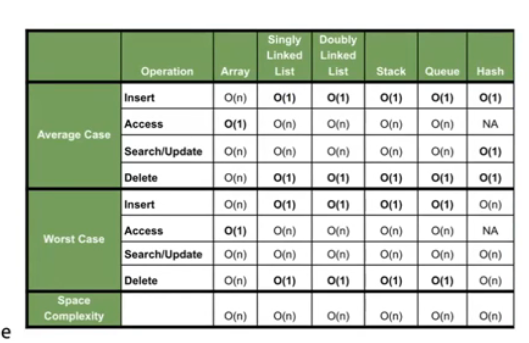 Operation Array Singly Linked List Doubly Linked List Stack Queue Hash
Average Case
Insert O(n) O(1) O(1) O(1) O(1) O(1)
Access O(1) O(n) O(n) O(n) O(n) NA
Search/Update O(n) O(n) O(n) O(n) O(n) O(1)
Delete O(n) O(1) O(1) O(1) O(1) O(1)
Worst Case
Insert O(n) O(1) O(1) O(1) O(1) O(n)
Access O(1) O(n) O(n) O(n) O(n) NA
Search/Update O(n) O(n) O(n) O(n) O(n) O(n)
Delete O(n) O(1) O(1) O(1) O(1) O(n)
Space Complexity O(n) O(n) O(n) O(n) O(n) O(n)
e